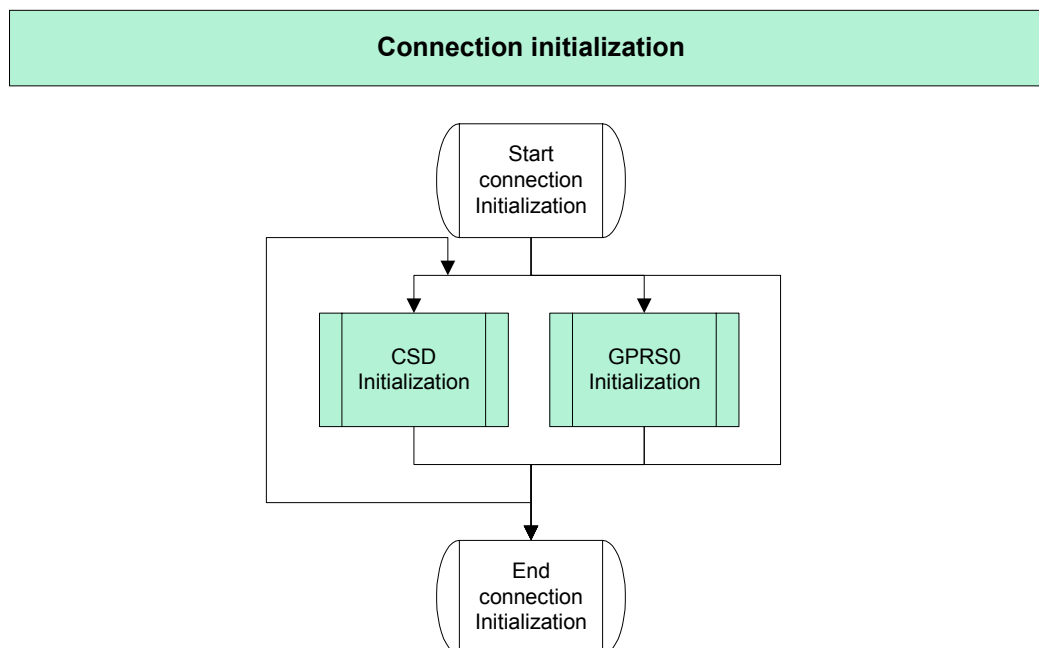 Connection initialization
Start
connection
Initialization
CSD
Initialization
GPRS0
Initialization
End
connection
Initialization